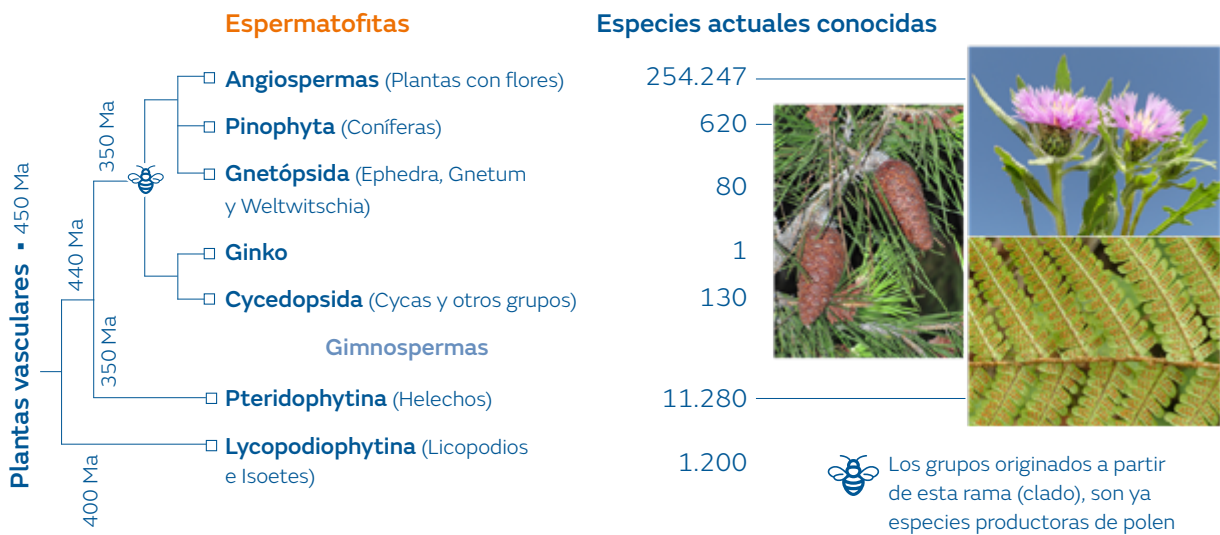 Espermatofitas
Especies actuales conocidas
Plantas vasculares ▪ 450 Ma
440 Ma
400 Ma
350 Ma
350 Ma
Angiospermas (Plantas con flores)
254.247
Pinophyta (Coníferas)
620
Gnetópsida (Ephedra, Gnetum
y Weltwitschia)
80
Ginko
1
Cycedopsida (Cycas y otros grupos)
130
Gimnospermas
Pteridophytina (Helechos)
11.280
Lycopodiophytina (Licopodios
e Isoetes)
1.200
Los grupos originados a partir
de esta rama (clado), son ya
especies productoras de polen